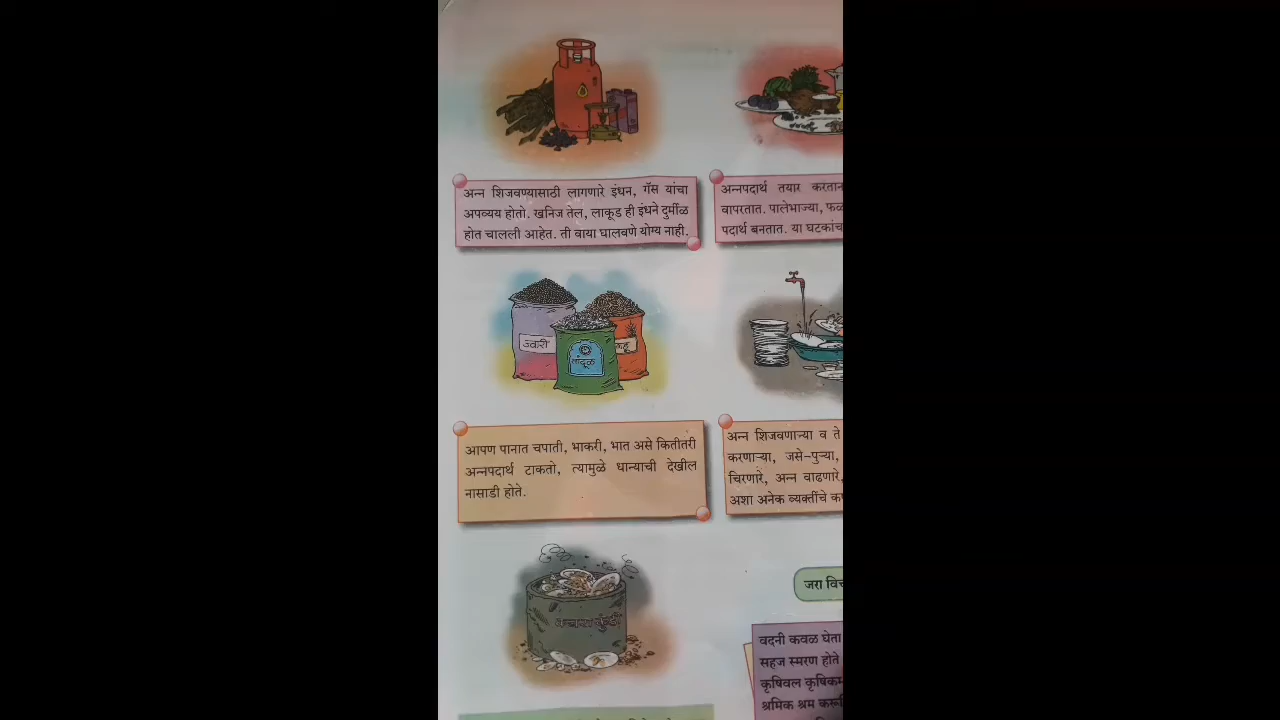 अन्न शिजवण्यासाठी लागणारे इंधन, गॅस यांचा
अपव्यय होतो. खनिज तेल, लाकूड ही इंधने दुर्मीळ
होत चालली आहेत. ती वाया घालवणे योग्य नाही.
अन्नपदार्थ तयार करतान
वापरतात. पालेभाज्या, फळ
पदार्थ बनतात. या घटकांच
ज्वारी
तांदूळ
आपण पानात चपाती, भाकरी, भात असे कितीतरी
अन्नपदार्थ टाकतो, त्यामुळे धान्याची देखील
नासाडी होते.
अन्न शिजवणाऱ्या व ते
करणाऱ्या, जसे-पुऱ्या,
चिरणारे, अन्न वाढणारे,
अशा अनेक व्यक्तींचे
कचरा कुंडी
जरा
वदनी कवळ घेता
सहज स्मरण होते
कृषिवल
श्रमिक श्रम